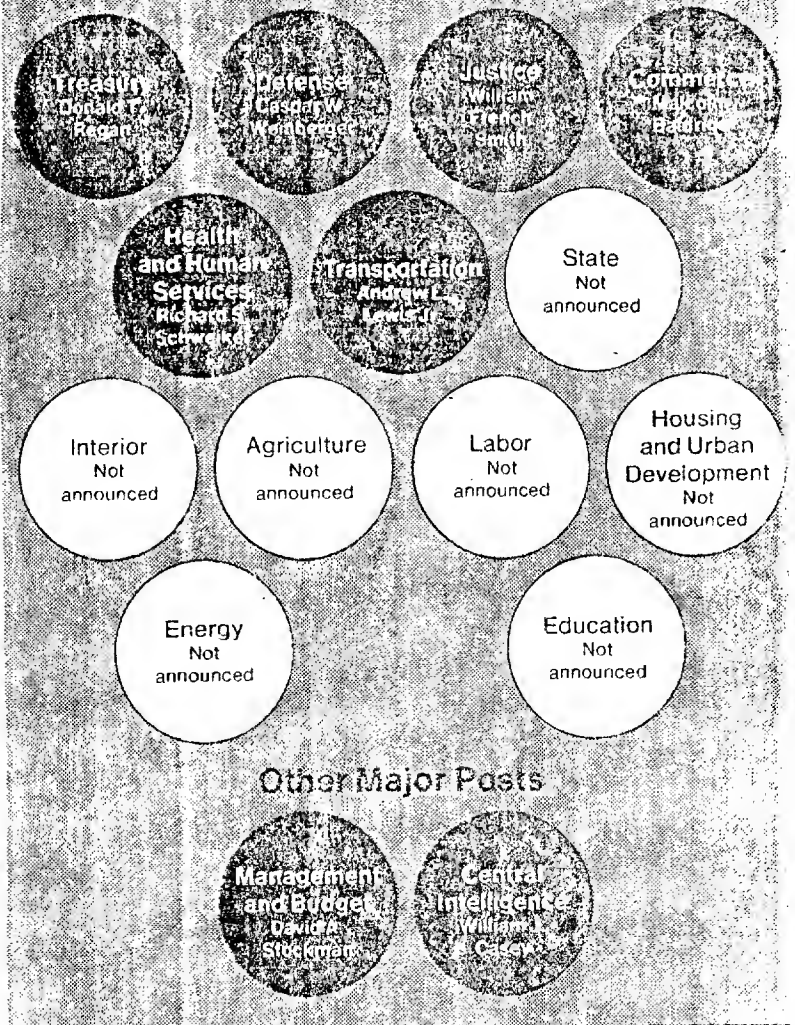 Treasury
Donald T.
Regan
Defense
Caspar W.
Weinberger
Justice
William
French
Smith
Commerce
Malcolm
Baldrige
Health
and Human
Services
Richard S.
Schweiker
Transportation
Andrew L.
Lewis Jr.
State
Not
announced
Interior
Not
announced
Agriculture
Not
announced
Labor
Not
announced
Housing
and Urban
Development
Not
announced
Energy
Not
announced
Education
Not
announced
Other Major Posts
Management
and Budget
David A.
Stockman
Central
Intelligence
William J.
Casey